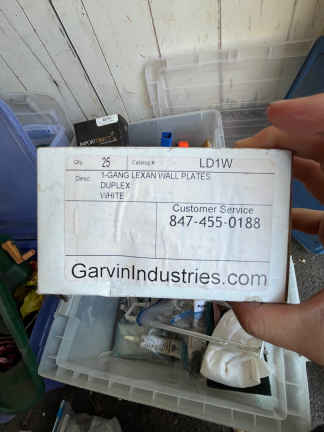 Qty. 25 Catalog # LD1W
Desc. 1-GANG LEXAN WALL PLATES
DUPLEX
WHITE
Customer Service
847-455-0188
GarvinIndustries.com